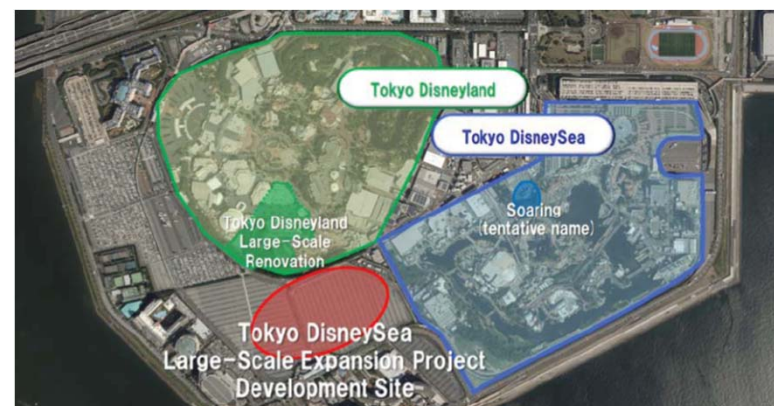 Tokyo Disneyland
Tokyo DisneySea
Soaring
(tentative name)
Tokyo Disneyland
Large-Scale
Renovation
Tokyo DisneySea
Large-Scale Expansion Project
Development Site